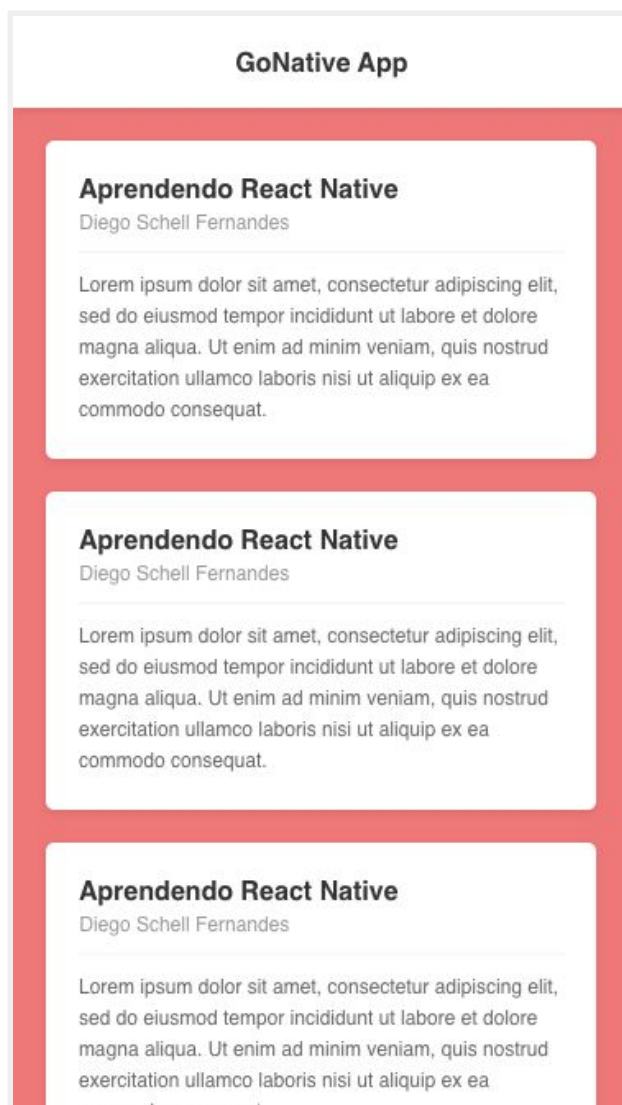 GoNative App
Aprendendo React Native
Diego Schell Fernandes
Lorem ipsum dolor sit amet, consectetur adipiscing elit,
sed do eiusmod tempor incididunt ut labore et dolore
magna aliqua. Ut enim ad minim veniam, quis nostrud
exercitation ullamco laboris nisi ut aliquip ex ea
commodo consequat.
Aprendendo React Native
Diego Schell Fernandes
Lorem ipsum dolor sit amet, consectetur adipiscing elit,
sed do eiusmod tempor incididunt ut labore et dolore
magna aliqua. Ut enim ad minim veniam, quis nostrud
exercitation ullamco laboris nisi ut aliquip ex ea
commodo consequat.
Aprendendo React Native
Diego Schell Fernandes
Lorem ipsum dolor sit amet, consectetur adipiscing elit,
sed do eiusmod tempor incididunt ut labore et dolore
magna aliqua. Ut enim ad minim veniam, quis nostrud
exercitation ullamco laboris nisi ut aliquip ex ea